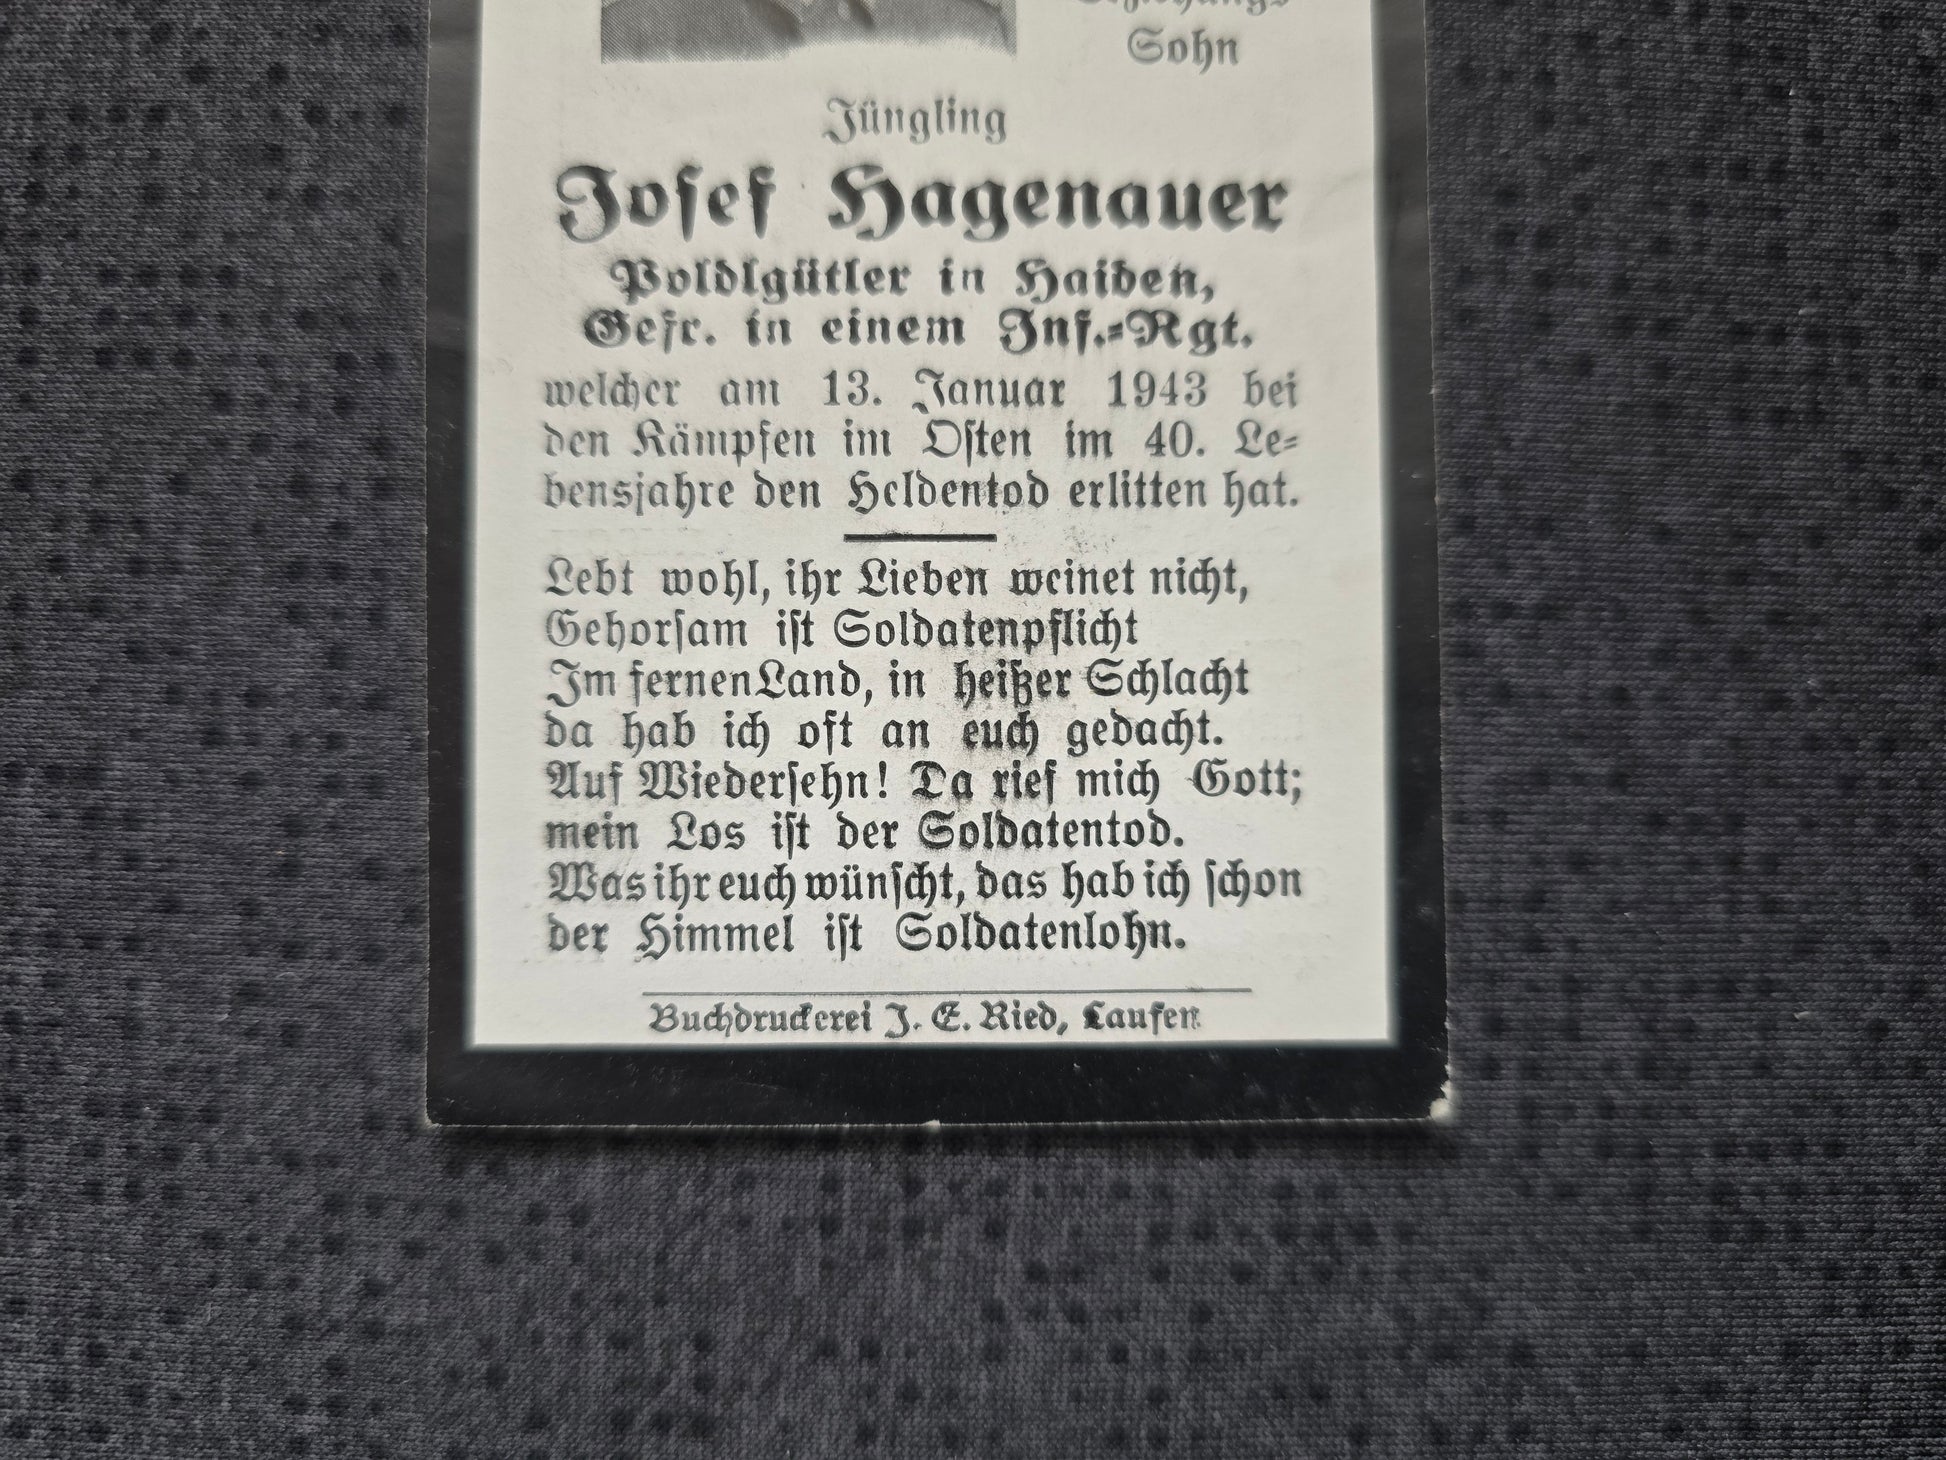 Erziehungs-
Sohn
Jüngling
Josef Hagenauer
Poldlgütler in Haiden,
Gefr. in einem Inf.-Rgt.
welcher am 13. Januar 1943 bei
den Kämpfen im Osten im 40. Le-
bensjahre den Heldentod erlitten hat.
Lebt wohl, ihr Lieben weinet nicht,
Gehorsam ist Soldatenpflicht
Im fernen Land, in heißer Schlacht
da hab ich oft an euch gedacht.
Auf Wiedersehn! Da rief mich Gott;
mein Los ist der Soldatentod.
Was ihr euch wünscht, das hab ich schon
der Himmel ist Soldatenlohn.
Buchdruckerei J. E. Ried, Laufen